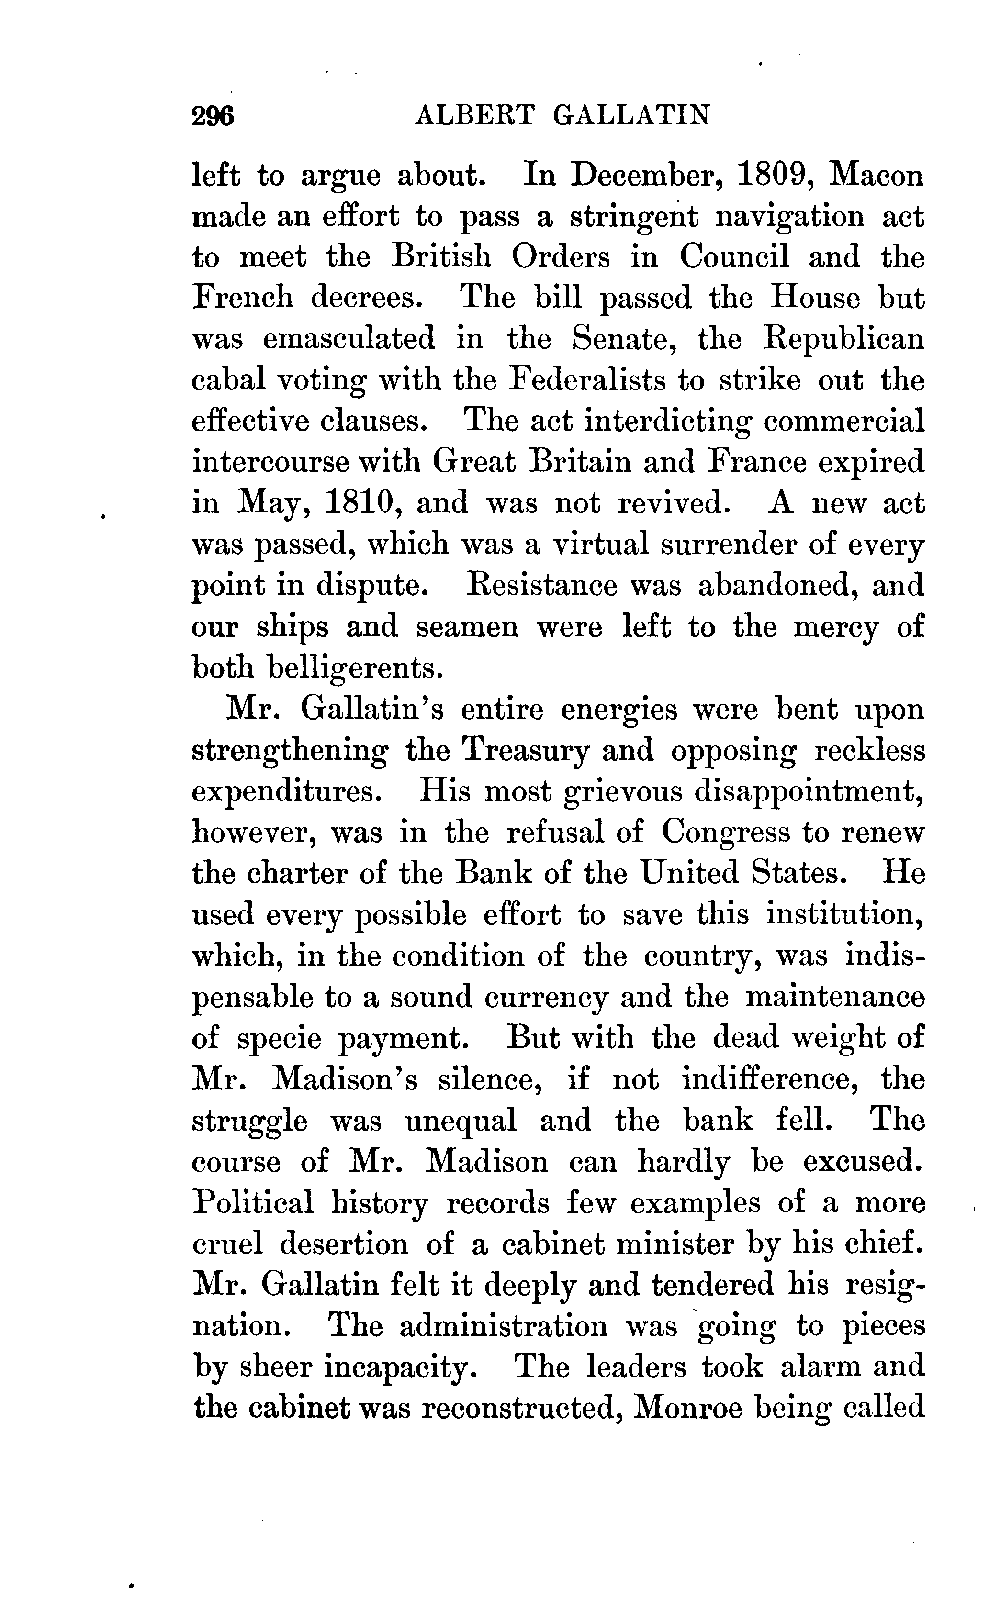 296 ALBERT GALLATIN
left to argue about. In December, 1809, Macon
made an effort to pass a stringent navigation act
to meet the British Orders in Council and the
French decrees. The bill passed the House but
was emasculated in the Senate, the Republican
cabal voting with the Federalists to strike out the
effective clauses. The act interdicting commercial
intercourse with Great Britain and France expired
in May, 1810, and was not revived. A new act
was passed, which was a virtual surrender of every
point in dispute. Resistance was abandoned, and
our ships and seamen were left to the mercy of
both belligerents.
Mr. Gallatin's entire energies were bent upon
strengthening the Treasury and opposing reckless
expenditures. His most grievous disappointment,
however, was in the refusal of Congress to renew
the charter of the Bank of the United States. He
used every possible effort to save this institution,
which, in the condition of the country, was indis-
pensable to a sound currency and the maintenance
of specie payment. But with the dead weight of
Mr. Madison's silence, if not indifference, the
struggle was unequal and the bank fell. The
course of Mr. Madison can hardly be excused.
Political history records few examples of a more
cruel desertion of a cabinet minister by his chief.
Mr. Gallatin felt it deeply and tendered his resig-
nation. The administration was going to pieces
by sheer incapacity. The leaders took alarm and
the cabinet was reconstructed, Monroe being called